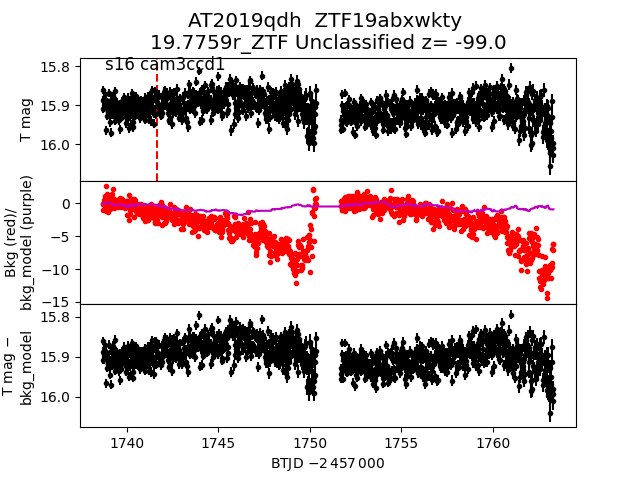 AT2019qdh  ZTF19abxwkty
19.7759r_ZTF Unclassified z= -99.0
s16 cam3ccd1
T mag
15.8
15.9
16.0
Bkg (red)/
bkg_model (purple)
0
−5
−10
−15
T mag −
bkg_model
15.8
15.9
16.0
1740
1745
1750
1755
1760
BTJD −2 457 000